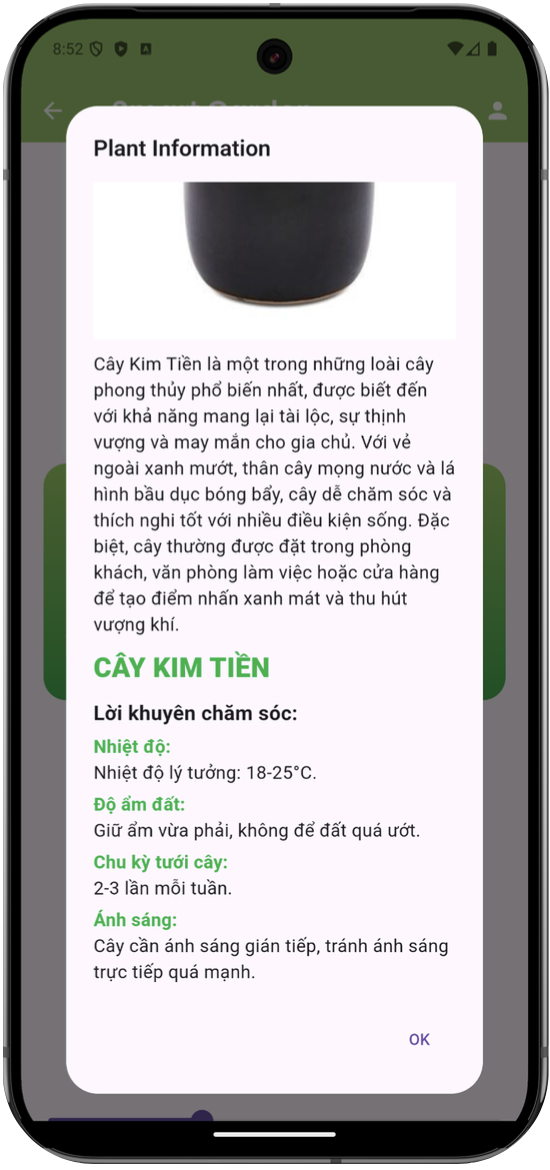 8:52
Plant Information
Cây Kim Tiền là một trong những loài cây
phong thủy phổ biến nhất, được biết đến
với khả năng mang lại tài lộc, sự thịnh
vượng và may mắn cho gia chủ. Với vẻ
ngoài xanh mướt, thân cây mọng nước và lá
hình bầu dục bóng bẩy, cây dễ chăm sóc và
thích nghi tốt với nhiều điều kiện sống. Đặc
biệt, cây thường được đặt trong phòng
khách, văn phòng làm việc hoặc cửa hàng
để tạo điểm nhấn xanh mát và thu hút
vượng khí.
CÂY KIM TIỀN
Lời khuyên chăm sóc:
Nhiệt độ:
Nhiệt độ lý tưởng: 18-25°C.
Độ ẩm đất:
Giữ ẩm vừa phải, không để đất quá ướt.
Chu kỳ tưới cây:
2-3 lần mỗi tuần.
Ánh sáng:
Cây cần ánh sáng gián tiếp, tránh ánh sáng
trực tiếp quá mạnh.
OK